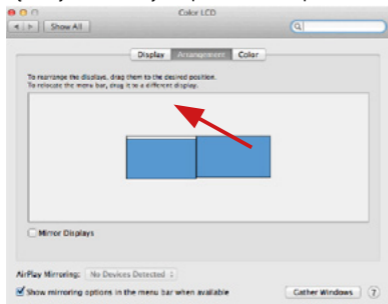 Color LCD
Show All
Display Arrangement Color
To rearrange the displays, drag them to the desired position.
To relocate the menu bar, drag it to a different display.
Mirror Displays
AirPlay Mirroring: No Devices Detected
Show mirroring options in the menu bar when available
Gather Windows ?